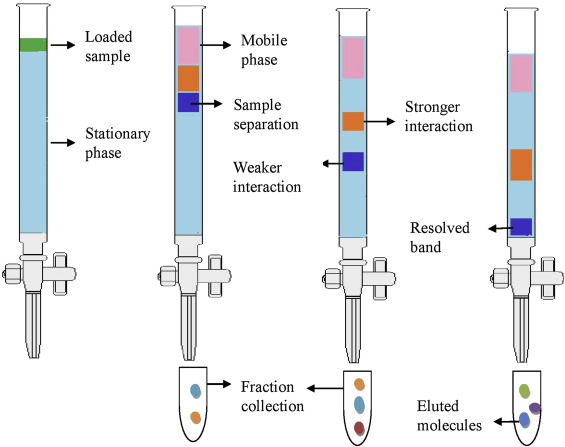 Loaded
sample
Stationary
phase
Mobile
phase
Sample
separation
Weaker
interaction
Stronger
interaction
Resolved
band
Fraction
collection
Eluted
molecules